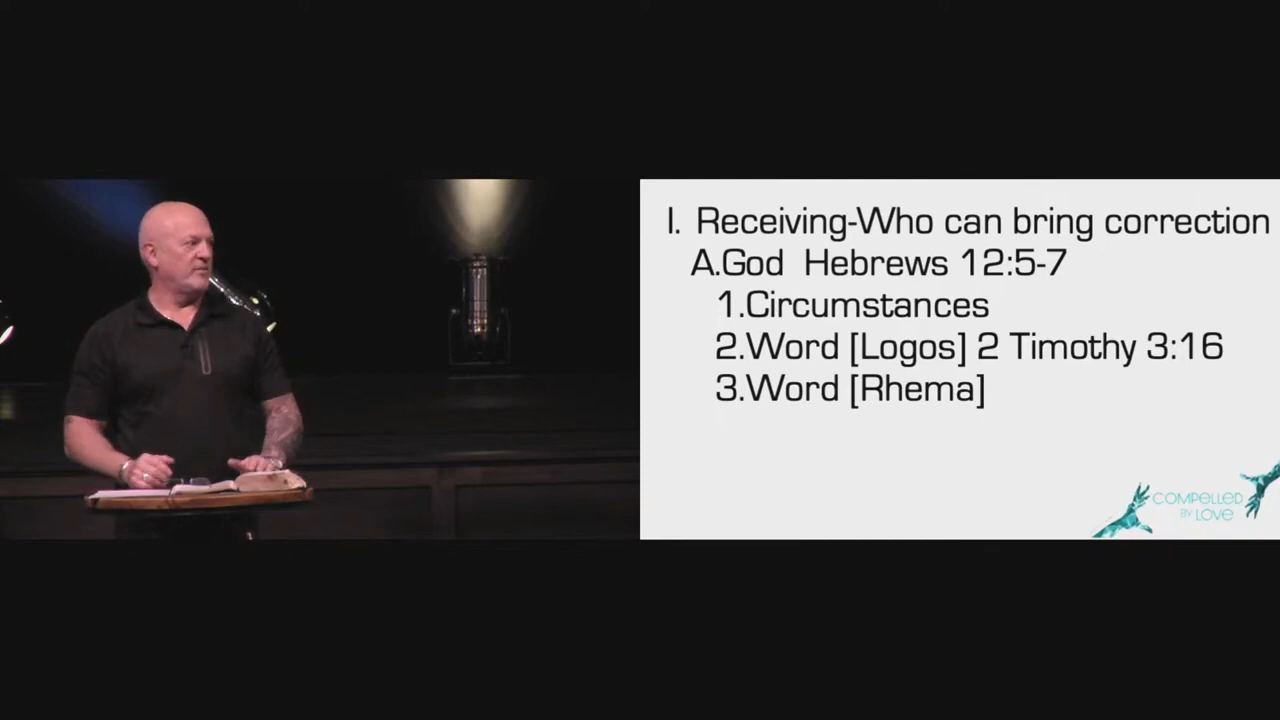 I. Receiving-Who can bring correction
A.God Hebrews 12:5-7
1.Circumstances
2.Word [Logos] 2 Timothy 3:16
3.Word [Rhema]
COMPELLED
BY LOVE